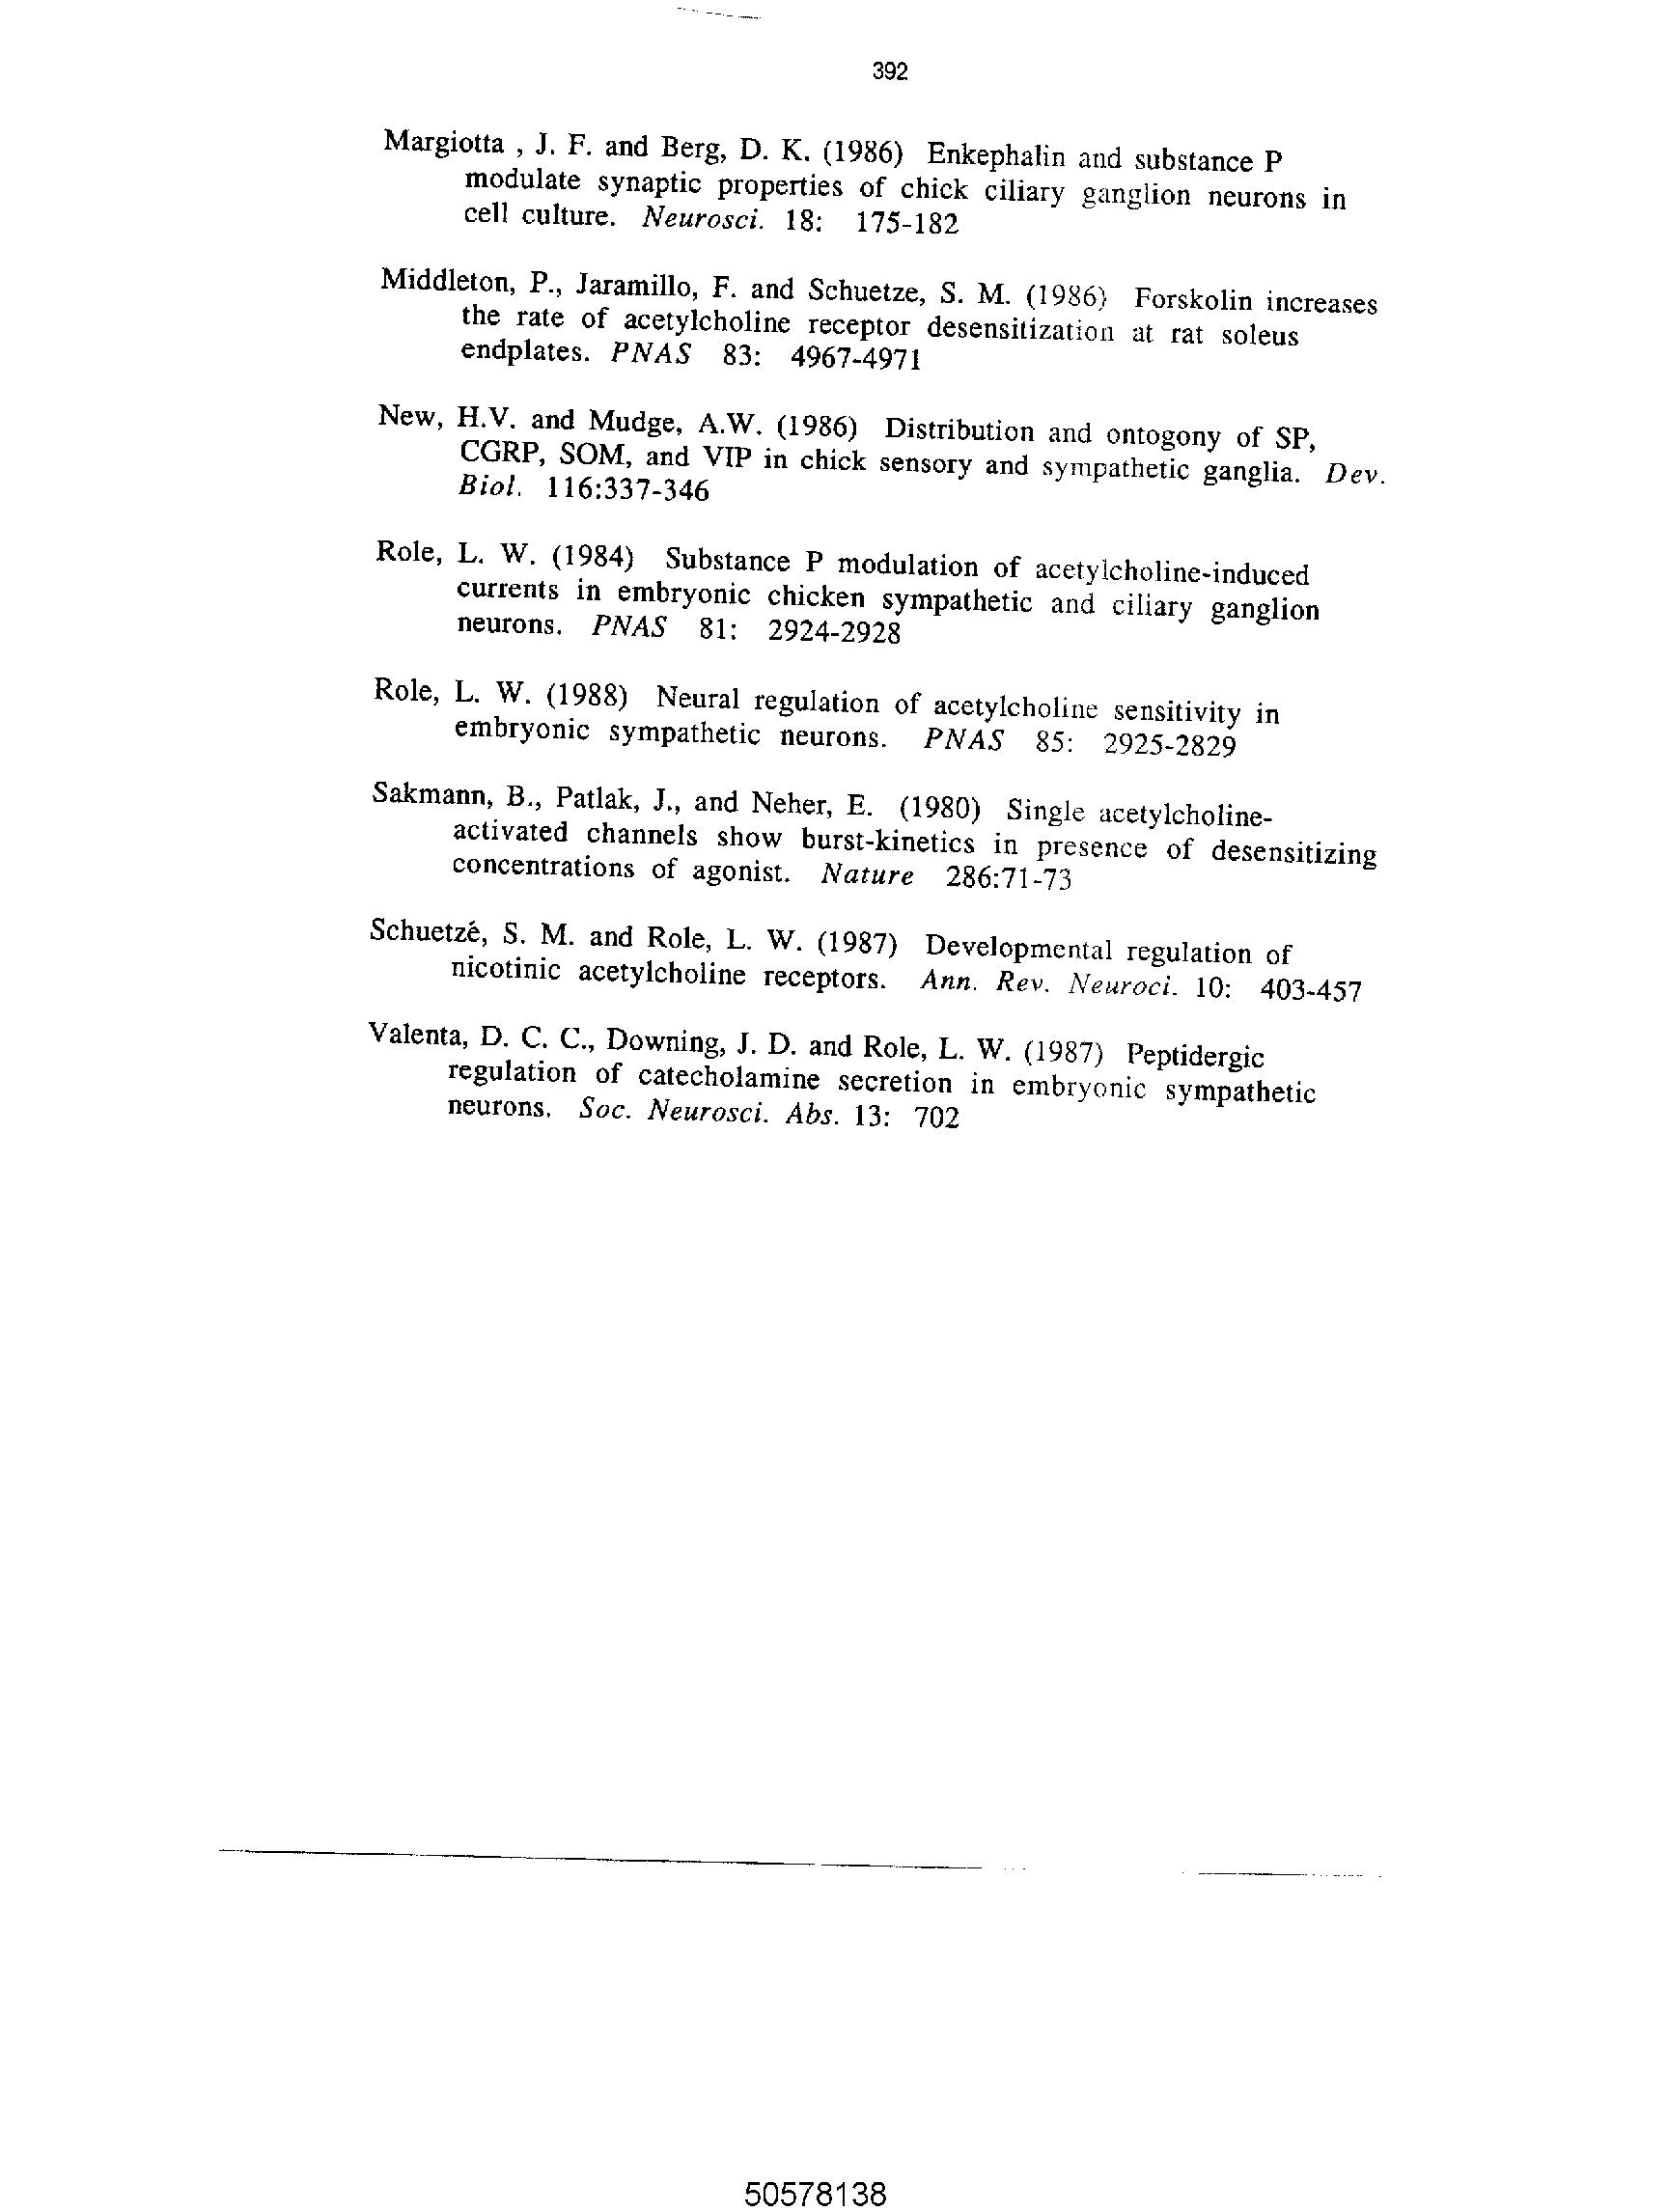 392
Margiotta , J. F. and Berg, D. K. (1986) Enkephalin and substance P
modulate synaptic properties of chick ciliary ganglion neurons in
cell culture. Neurosci. 18: 175-182
Middleton, P., Jaramillo, F. and Schuetze, S. M. (1986) Forskolin increases
the rate of acetylcholine receptor desensitization at rat soleus
endplates. PNAS 83: 4967-4971
New, H.V. and Mudge, A.W. (1986) Distribution and ontogony of SP,
CGRP, SOM, and VIP in chick sensory and sympathetic ganglia. Dev.
Biol. 116:337-346
Role, L. W. (1984) Substance P modulation of acetylcholine-induced
currents in embryonic chicken sympathetic and ciliary ganglion
neurons. PNAS 81: 2924-2928
Role, L. W. (1988) Neural regulation of acetylcholine sensitivity in
embryonic sympathetic neurons. PNAS 85: 2925-2829
Sakmann, B., Patlak, J., and Neher, E. (1980) Single acetylcholine-
activated channels show burst-kinetics in presence of desensitizing
concentrations of agonist. Nature 286:71-73
Schuetzé, S. M. and Role, L. W. (1987) Developmental regulation of
nicotinic acetylcholine receptors. Ann. Rev. Neuroci. 10: 403-457
Valenta, D. C. C., Downing, J. D. and Role, L. W. (1987) Peptidergic
regulation of catecholamine secretion in embryonic sympathetic
neurons. Soc. Neurosci. Abs. 13: 702
50578138